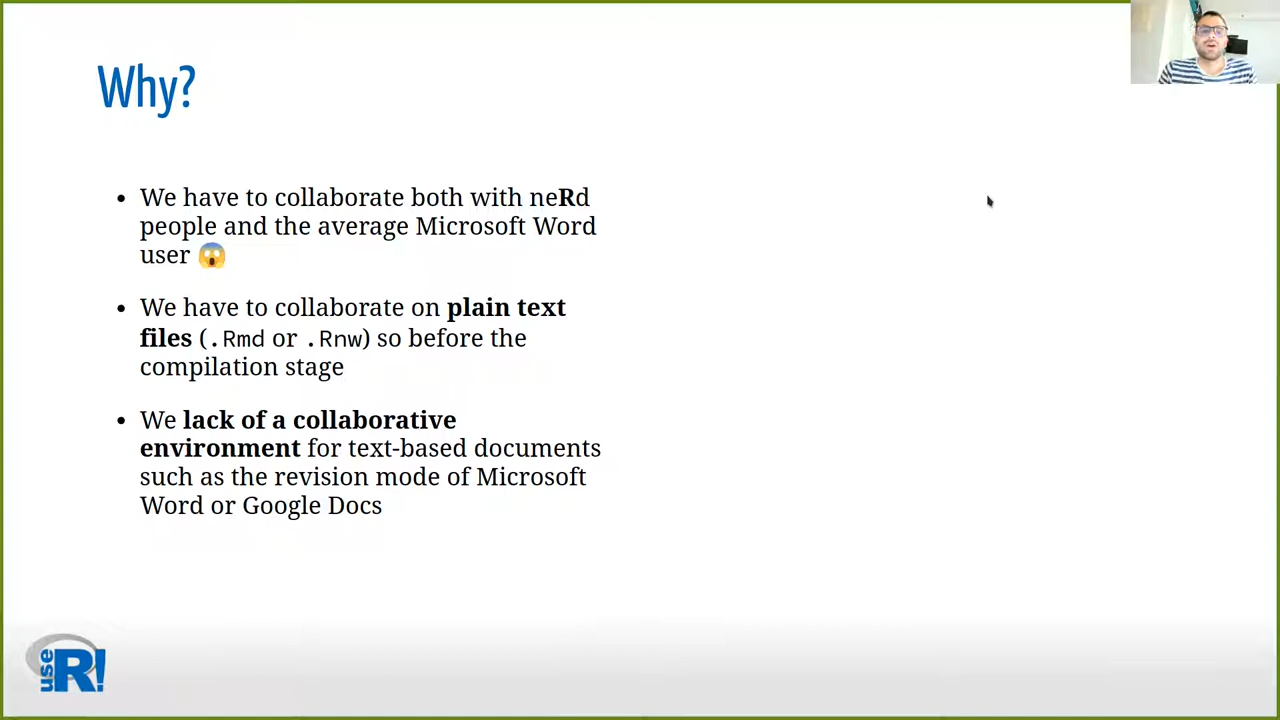 Why?
• We have to collaborate both with neRd
people and the average Microsoft Word
user 😱
• We have to collaborate on plain text
files (.Rmd or .Rnw) so before the
compilation stage
• We lack of a collaborative
environment for text-based documents
such as the revision mode of Microsoft
Word or Google Docs
use R!